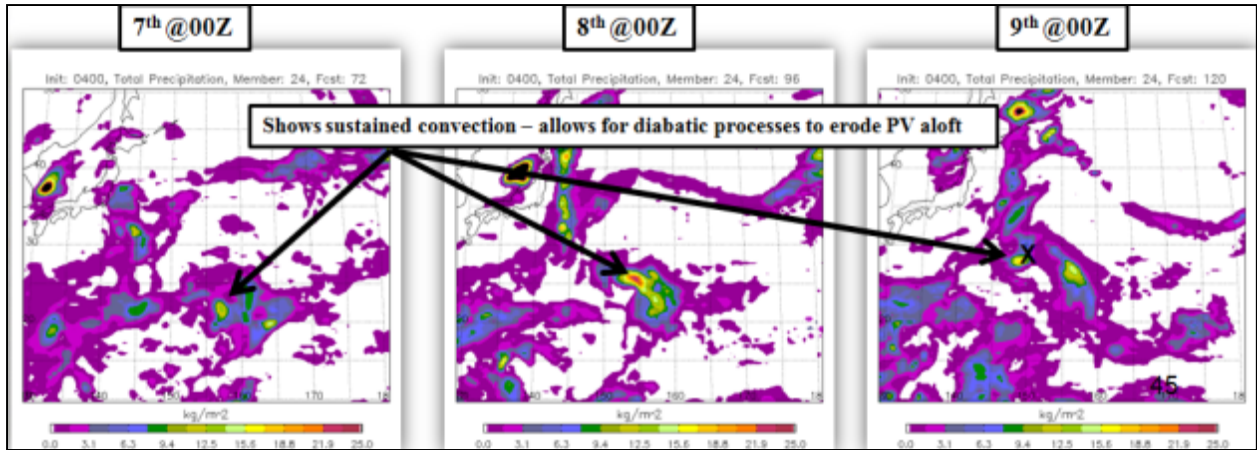 7th @00Z
8th @00Z
9th @00Z
Init: 0400, Total Precipitation, Member: 24, Fcst: 72
Init: 0400, Total Precipitation, Member: 24, Fcst: 96
Init: 0400, Total Precipitation, Member: 24, Fcst: 120
Shows sustained convection – allows for diabatic processes to erode PV aloft
X
45
170
160
kg/m^2
0.0 3.1 6.3 9.4 12.5 15.6 18.8 21.9 25.0
kg/m^2
0.0 3.1 6.3 9.4 12.5 15.6 18.8 21.9 25.0
kg/m^2
0.0 3.1 6.3 9.4 12.5 15.6 18.8 21.9 25.0